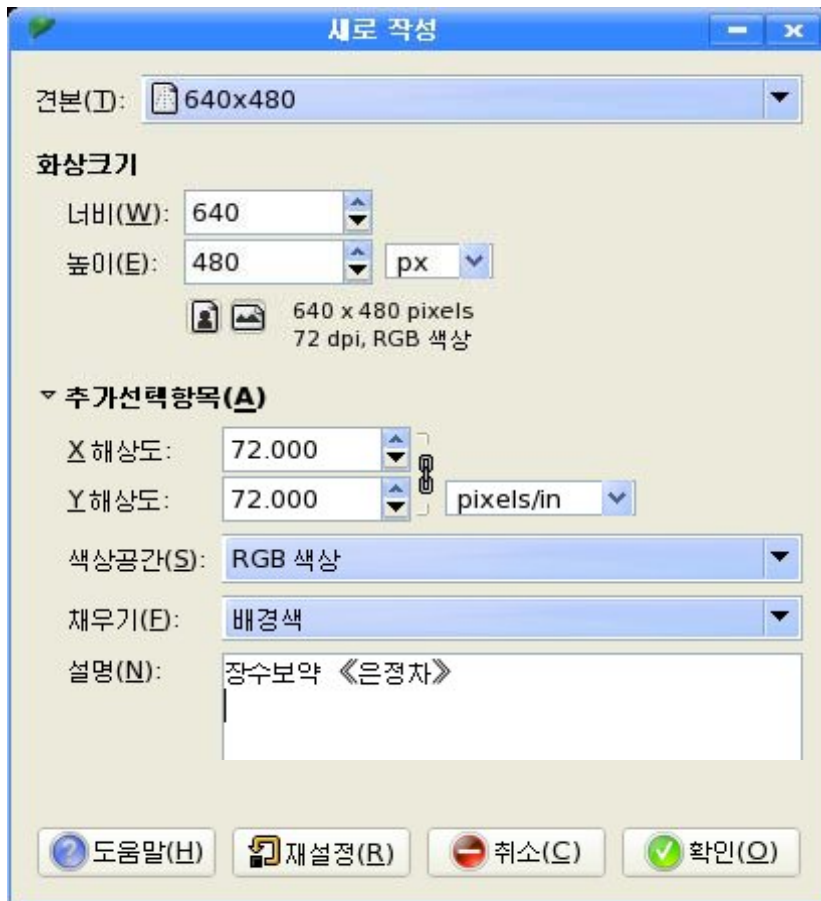 새로 작성
견본(T): 640x480
화상크기
너비(W): 640
높이(E): 480 px
640 x 480 pixels
72 dpi, RGB 색상
추가선택항목(A)
X 해상도: 72.000
Y 해상도: 72.000 pixels/in
색상공간(S): RGB 색상
채우기(F): 배경색
설명(N): 장수보약 《은정차》
도움말(H) 재설정(R) 취소(C) 확인(O)